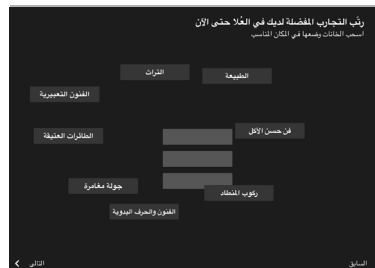 رتّب التجارب المفضلة لديك في العُلا حتى الآن
اسحب الخانات وضعها في المكان المناسب
التراث
الطبيعة
الفنون التعبيرية
فن حسن الأكل
الطائرات العتيقة
جولة مغامرة
ركوب المنطاد
الفنون والحرف اليدوية
السابق
التالي